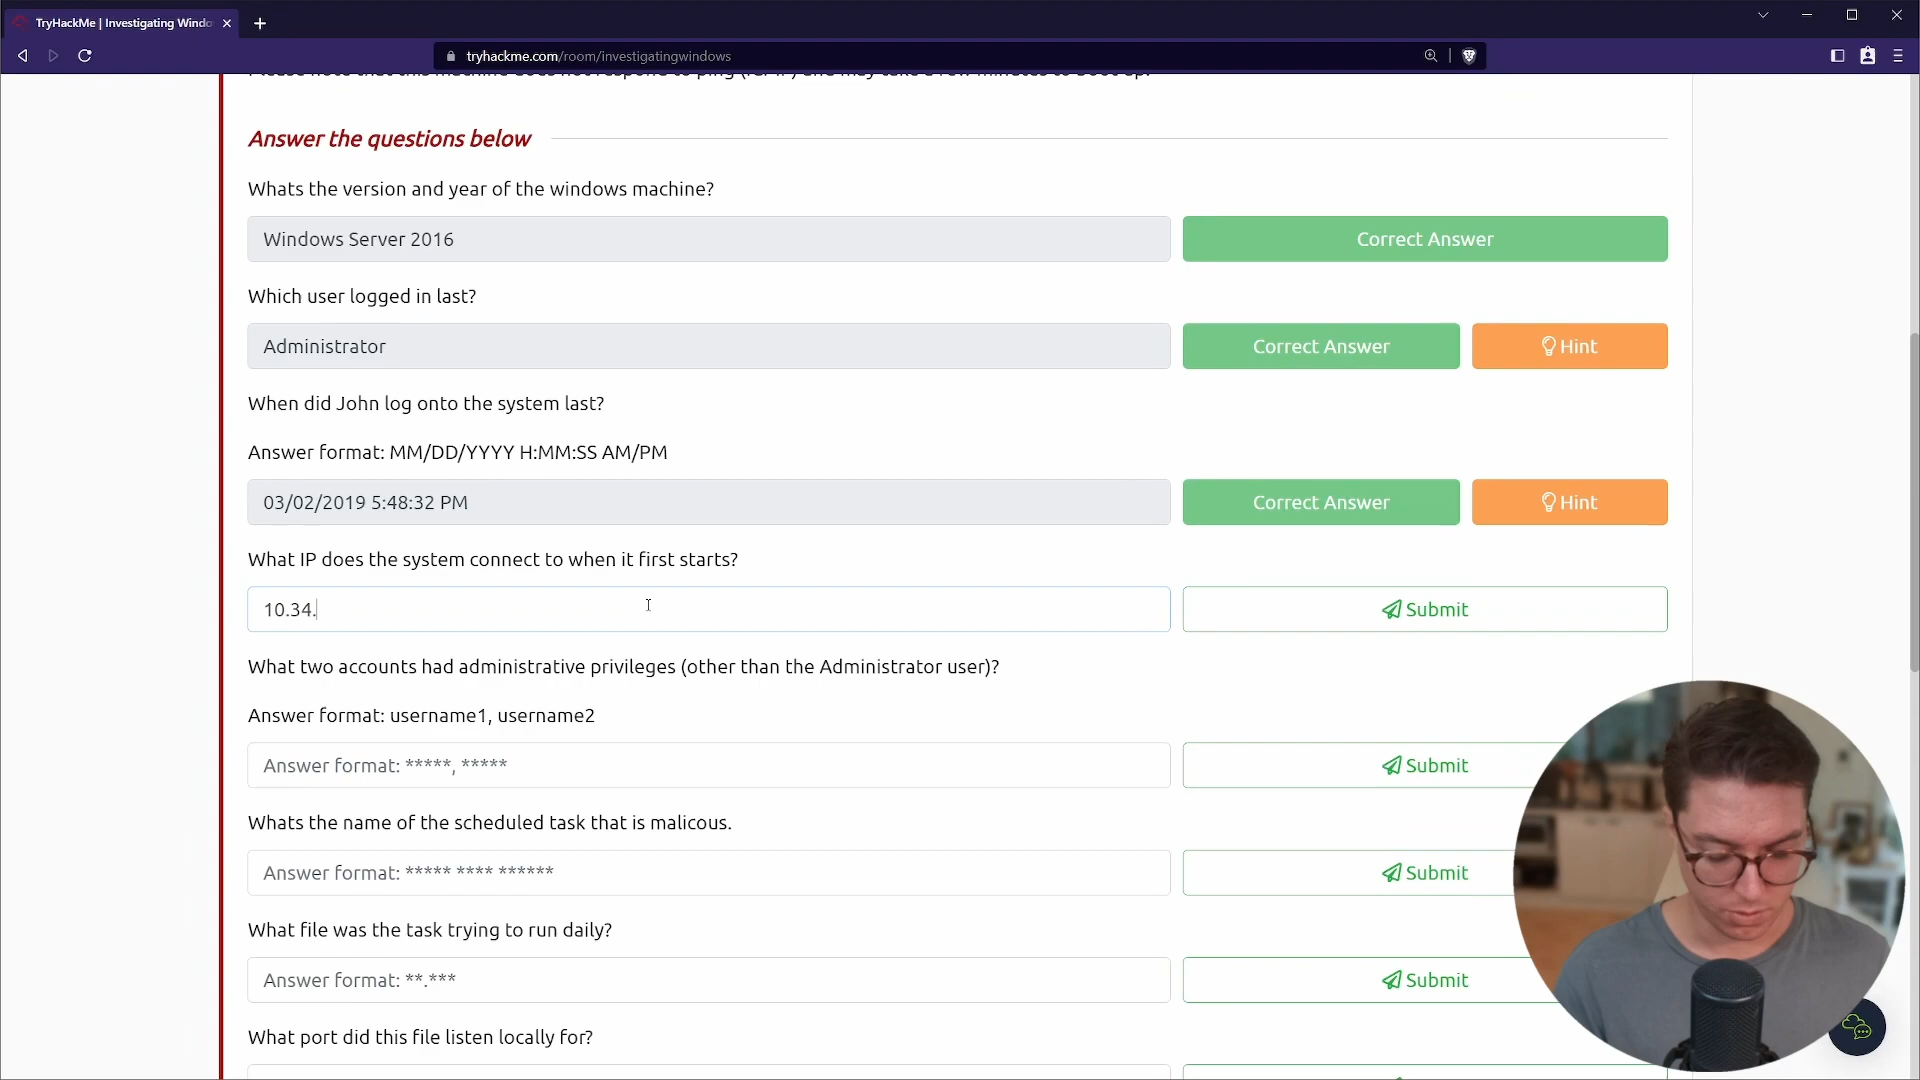 TryHackMe | Investigating Windo
tryhackme.com/room/investigatingwindows
Answer the questions below
Whats the version and year of the windows machine?
Windows Server 2016
Correct Answer
Which user logged in last?
Administrator
Correct Answer
Hint
When did John log onto the system last?
Answer format: MM/DD/YYYY H:MM:SS AM/PM
03/02/2019 5:48:32 PM
Correct Answer
Hint
What IP does the system connect to when it first starts?
10.34.
Submit
What two accounts had administrative privileges (other than the Administrator user)?
Answer format: username1, username2
Answer format: *****, *****
Submit
Whats the name of the scheduled task that is malicous.
Answer format: ***** **** ******
Submit
What file was the task trying to run daily?
Answer format: **.***
Submit
What port did this file listen locally for?